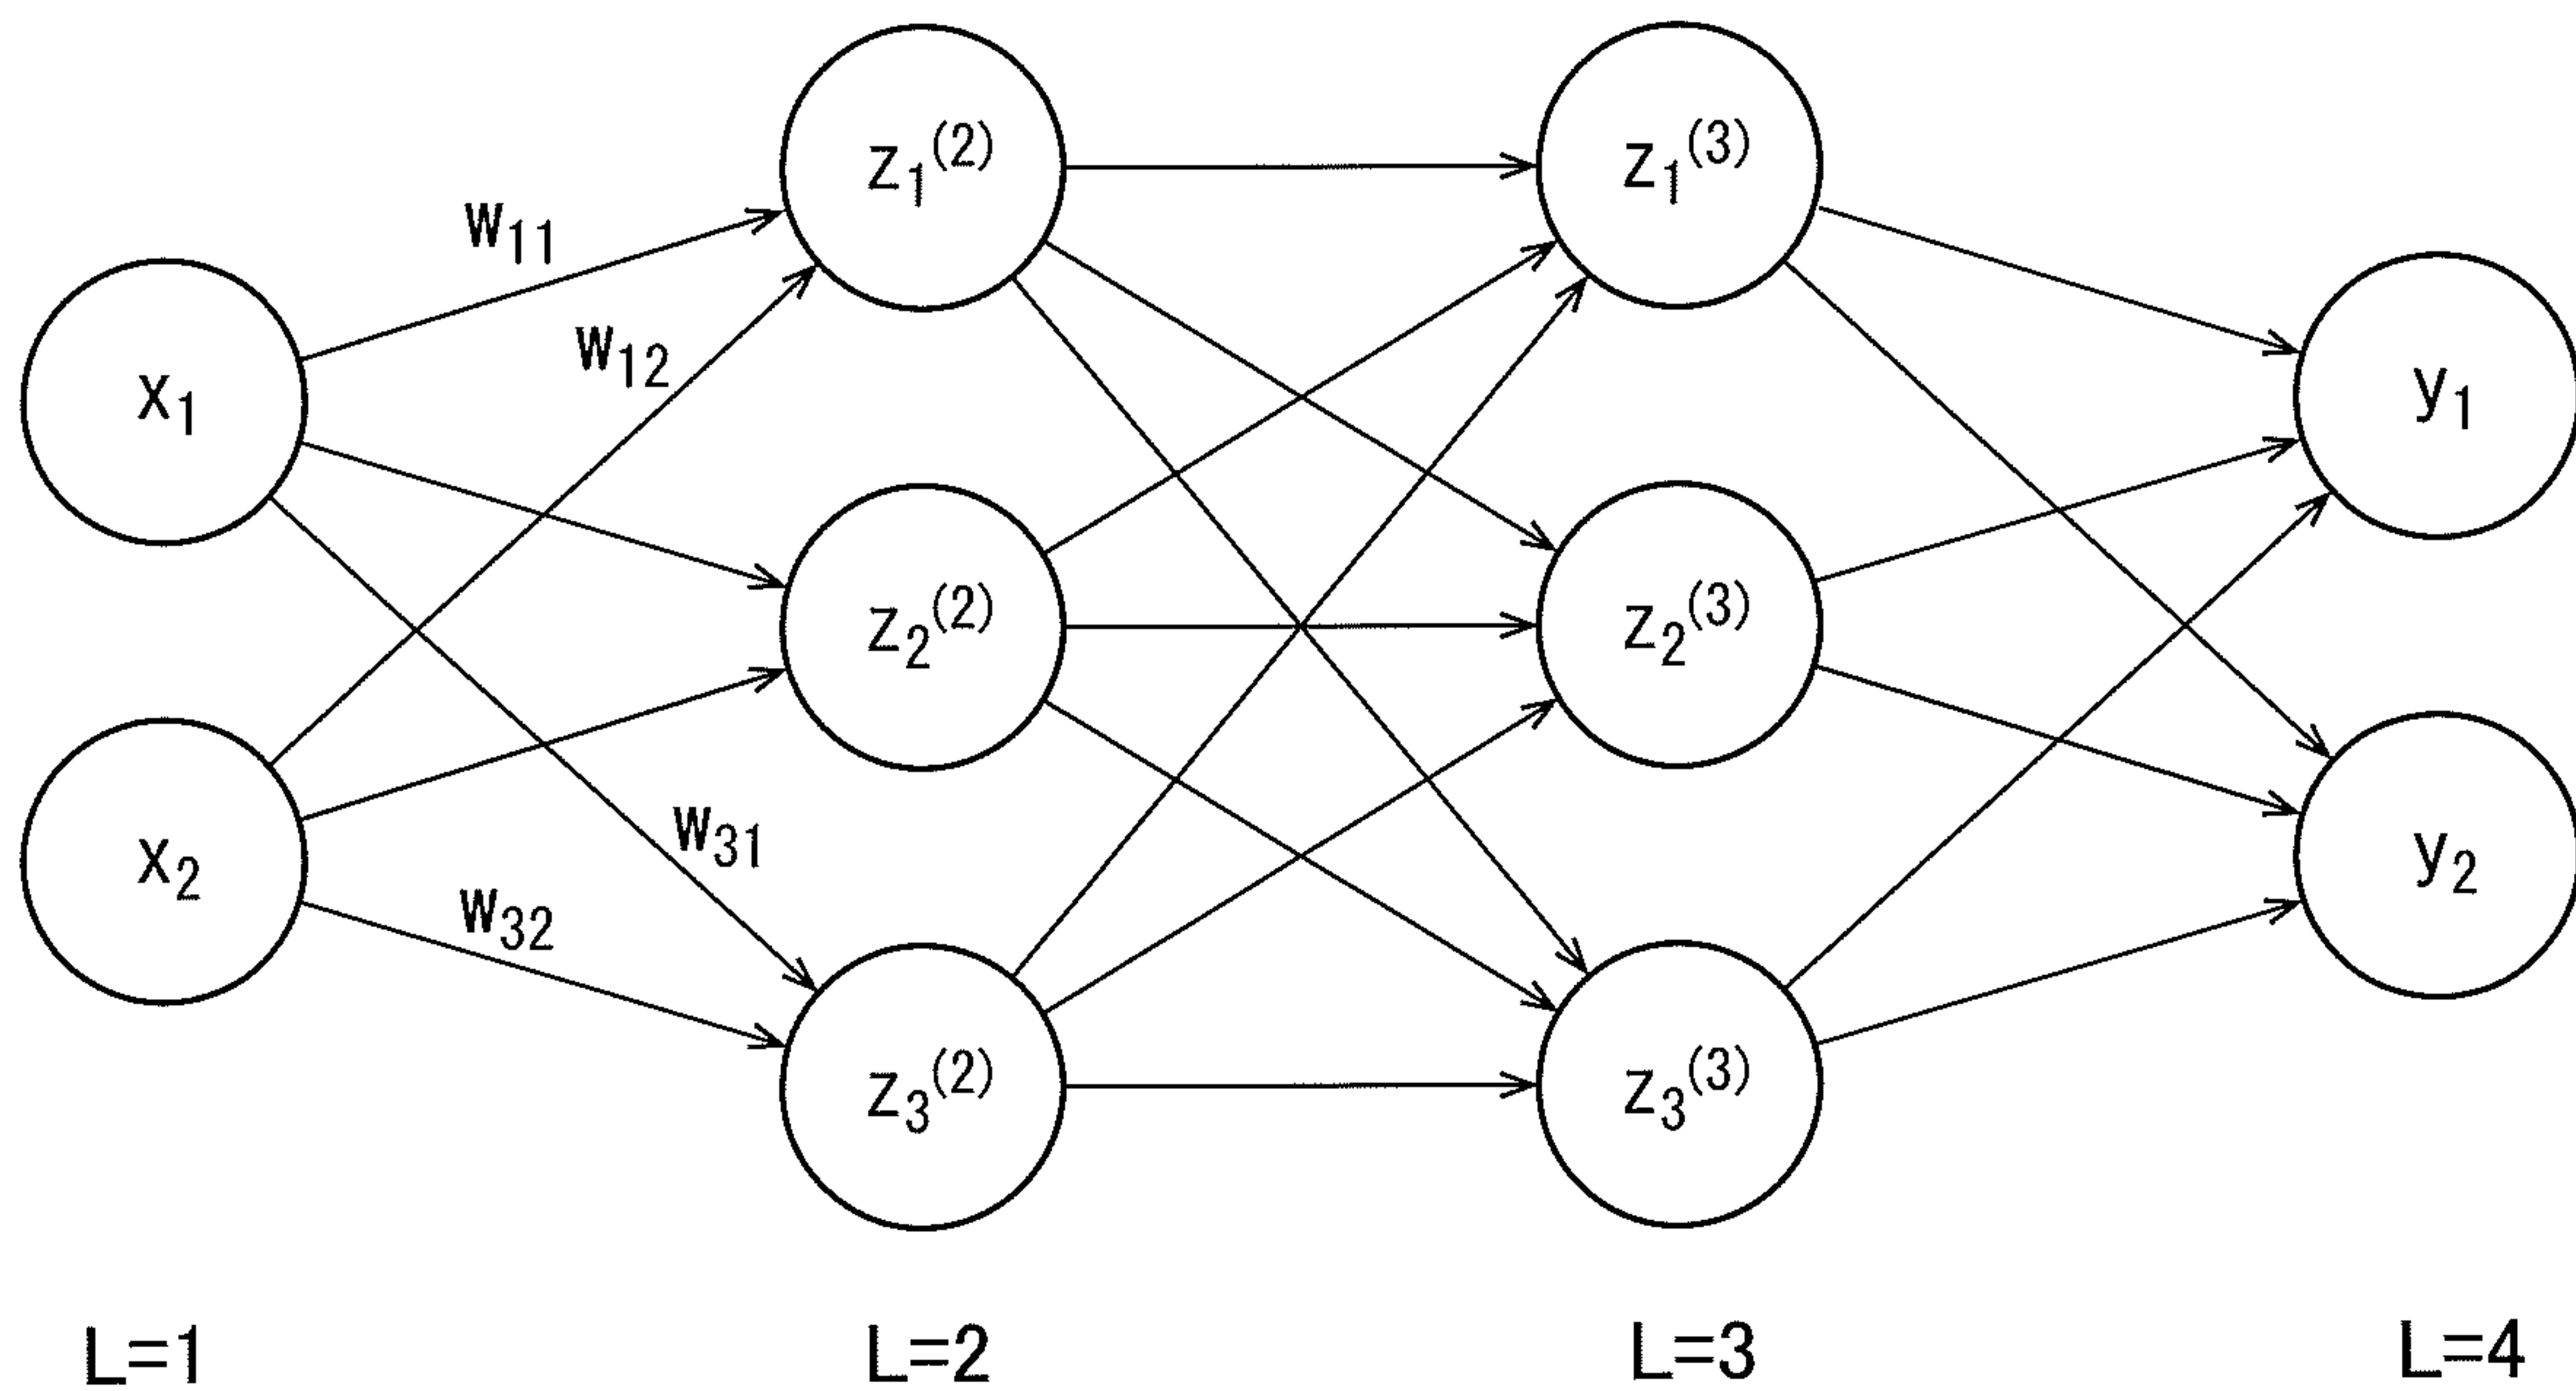 z₁⁽²⁾ z₁⁽³⁾
w₁₁
w₁₂
x₁ y₁
z₂⁽²⁾ z₂⁽³⁾
w₃₁
x₂ y₂
w₃₂
z₃⁽²⁾ z₃⁽³⁾
L=1 L=2 L=3 L=4